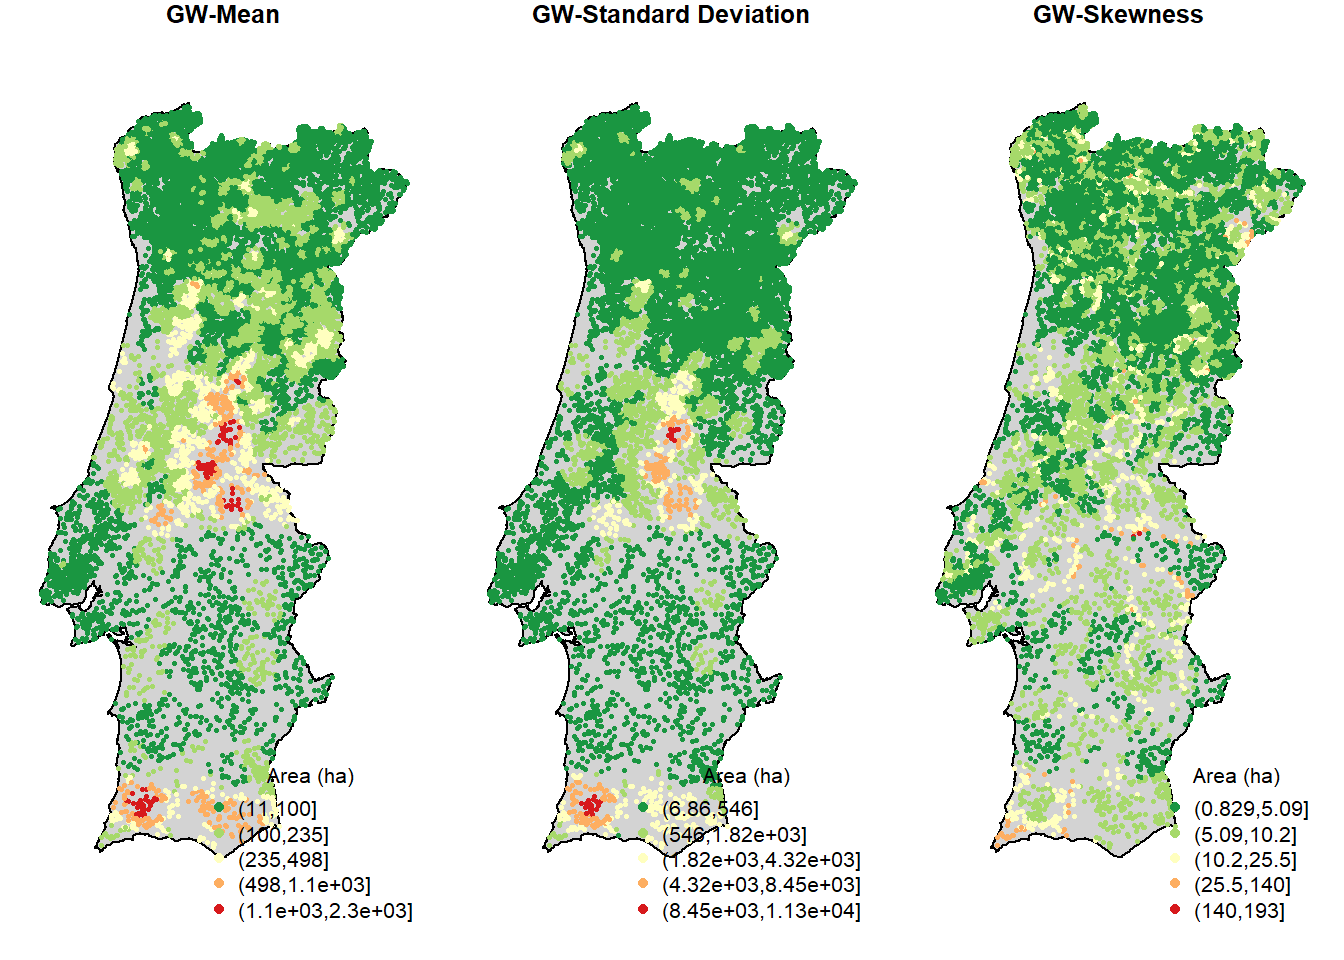 GW-Mean
GW-Standard Deviation
GW-Skewness
Area (ha)
(11,100]
(100,235]
(235,498]
(498,1.1e+03]
(1.1e+03,2.3e+03]
Area (ha)
(6.86,546]
(546,1.82e+03]
(1.82e+03,4.32e+03]
(4.32e+03,8.45e+03]
(8.45e+03,1.13e+04]
Area (ha)
(0.829,5.09]
(5.09,10.2]
(10.2,25.5]
(25.5,140]
(140,193]